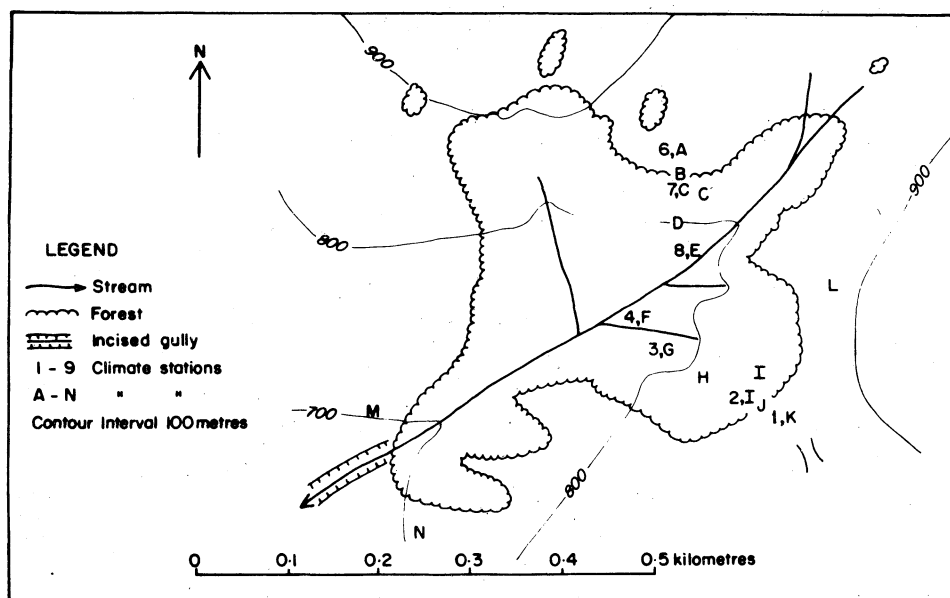 N
900
6,A
B
7,C C
900
D
800
8,E
L
4,F
3,G
H
I
2,I
J
1,K
M
700
800
N
LEGEND
Stream
Forest
Incised gully
1 - 9 Climate stations
A - N " "
Contour Interval 100 metres
0 0·1 0·2 0·3 0·4 0·5 kilometres